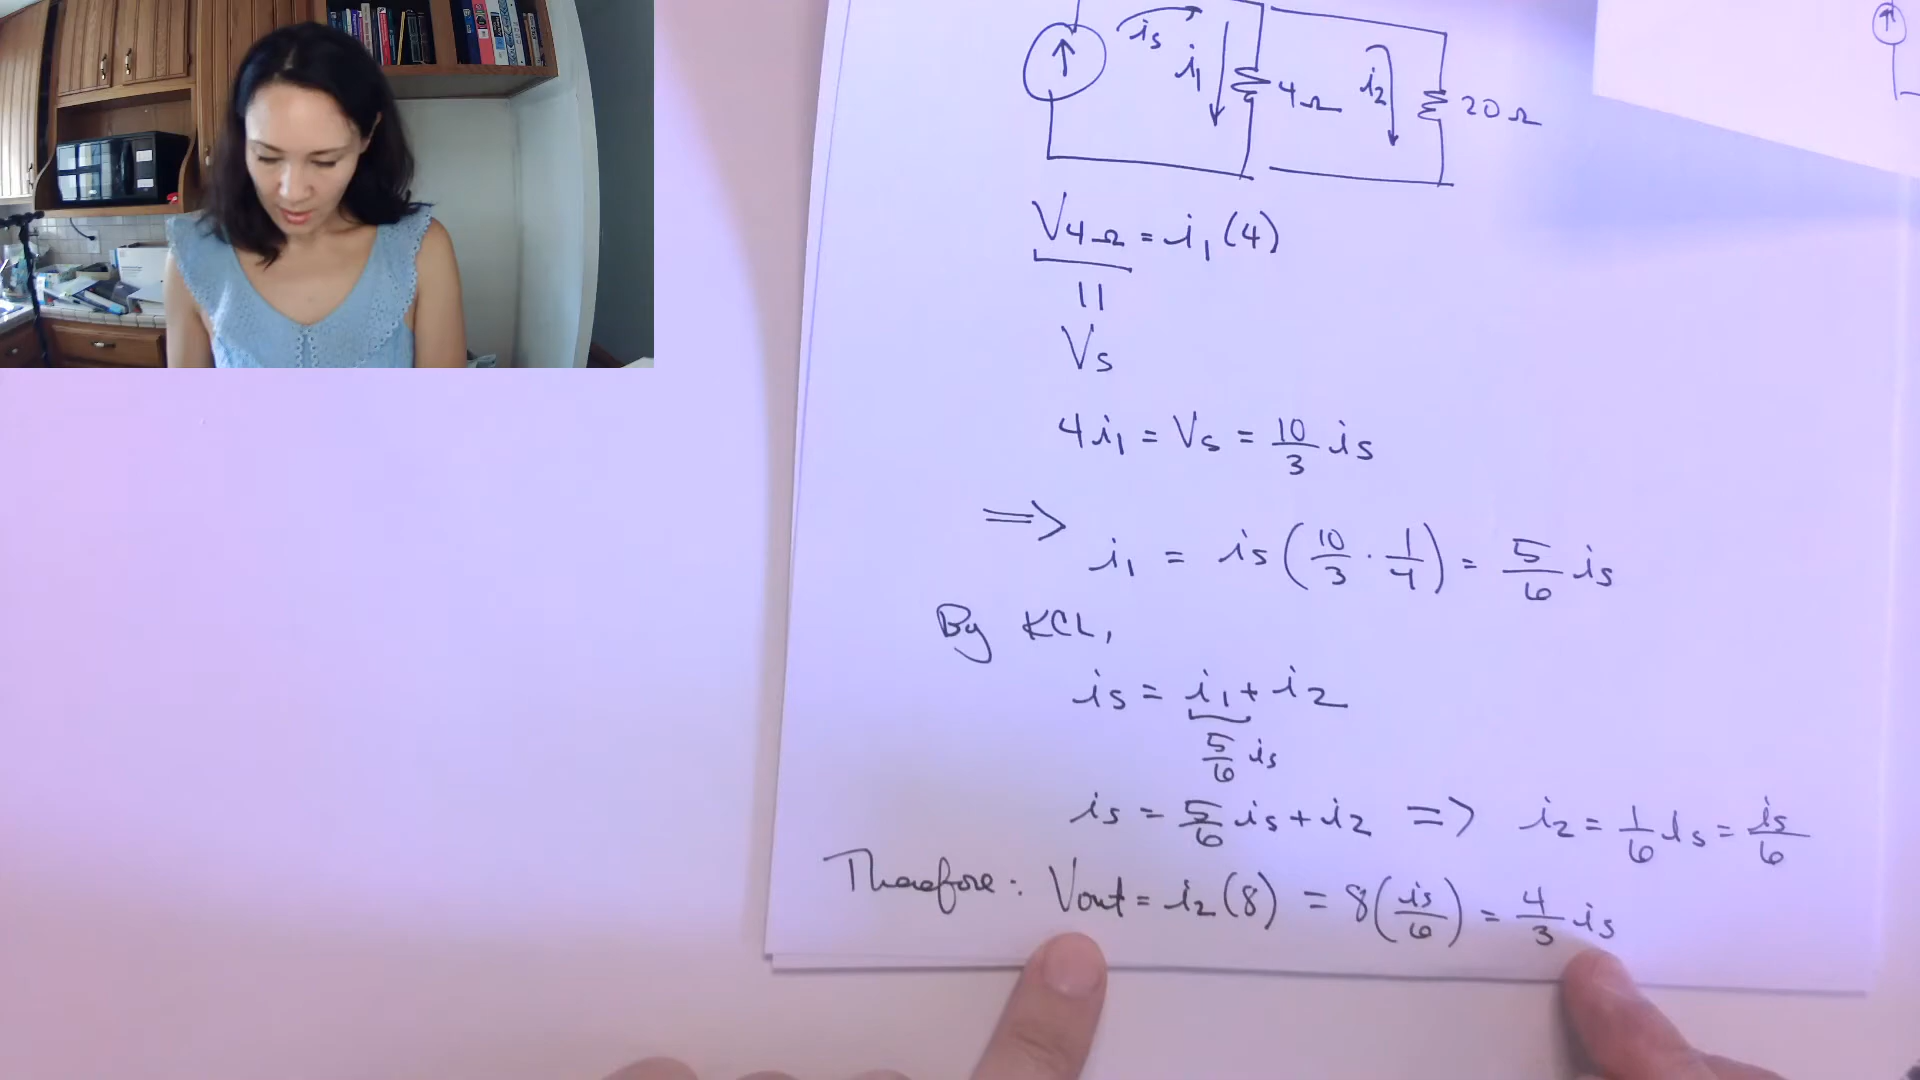 is i1 4Ω i2 20Ω
V4Ω = i1 (4)
11
Vs
4i1 = Vs = 10/3 is
=> i1 = is (10/3 · 1/4) = 5/6 is
By KCL,
is = i1 + i2
5/6 is
is = 5/6 is + i2 => i2 = 1/6 is = is/6
Therefore: Vout = i2 (8) = 8 (is/6) = 4/3 is